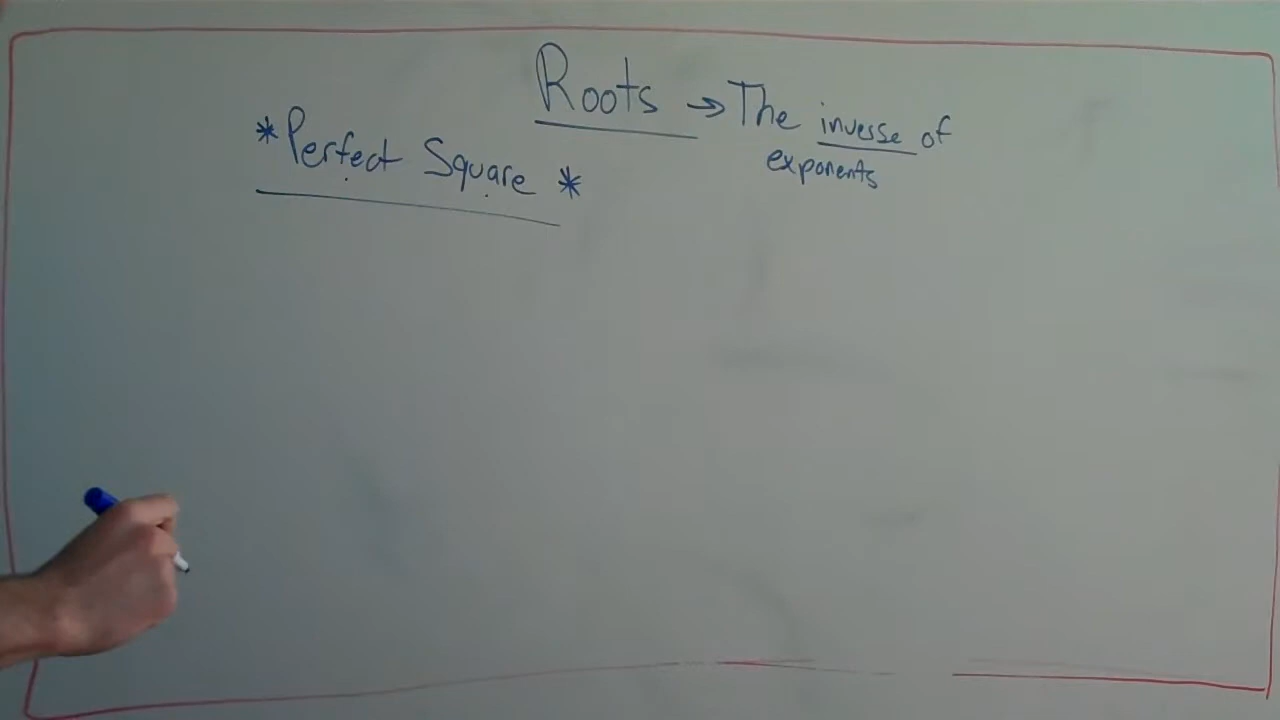 Roots → The inverse of
exponents
*Perfect Square *